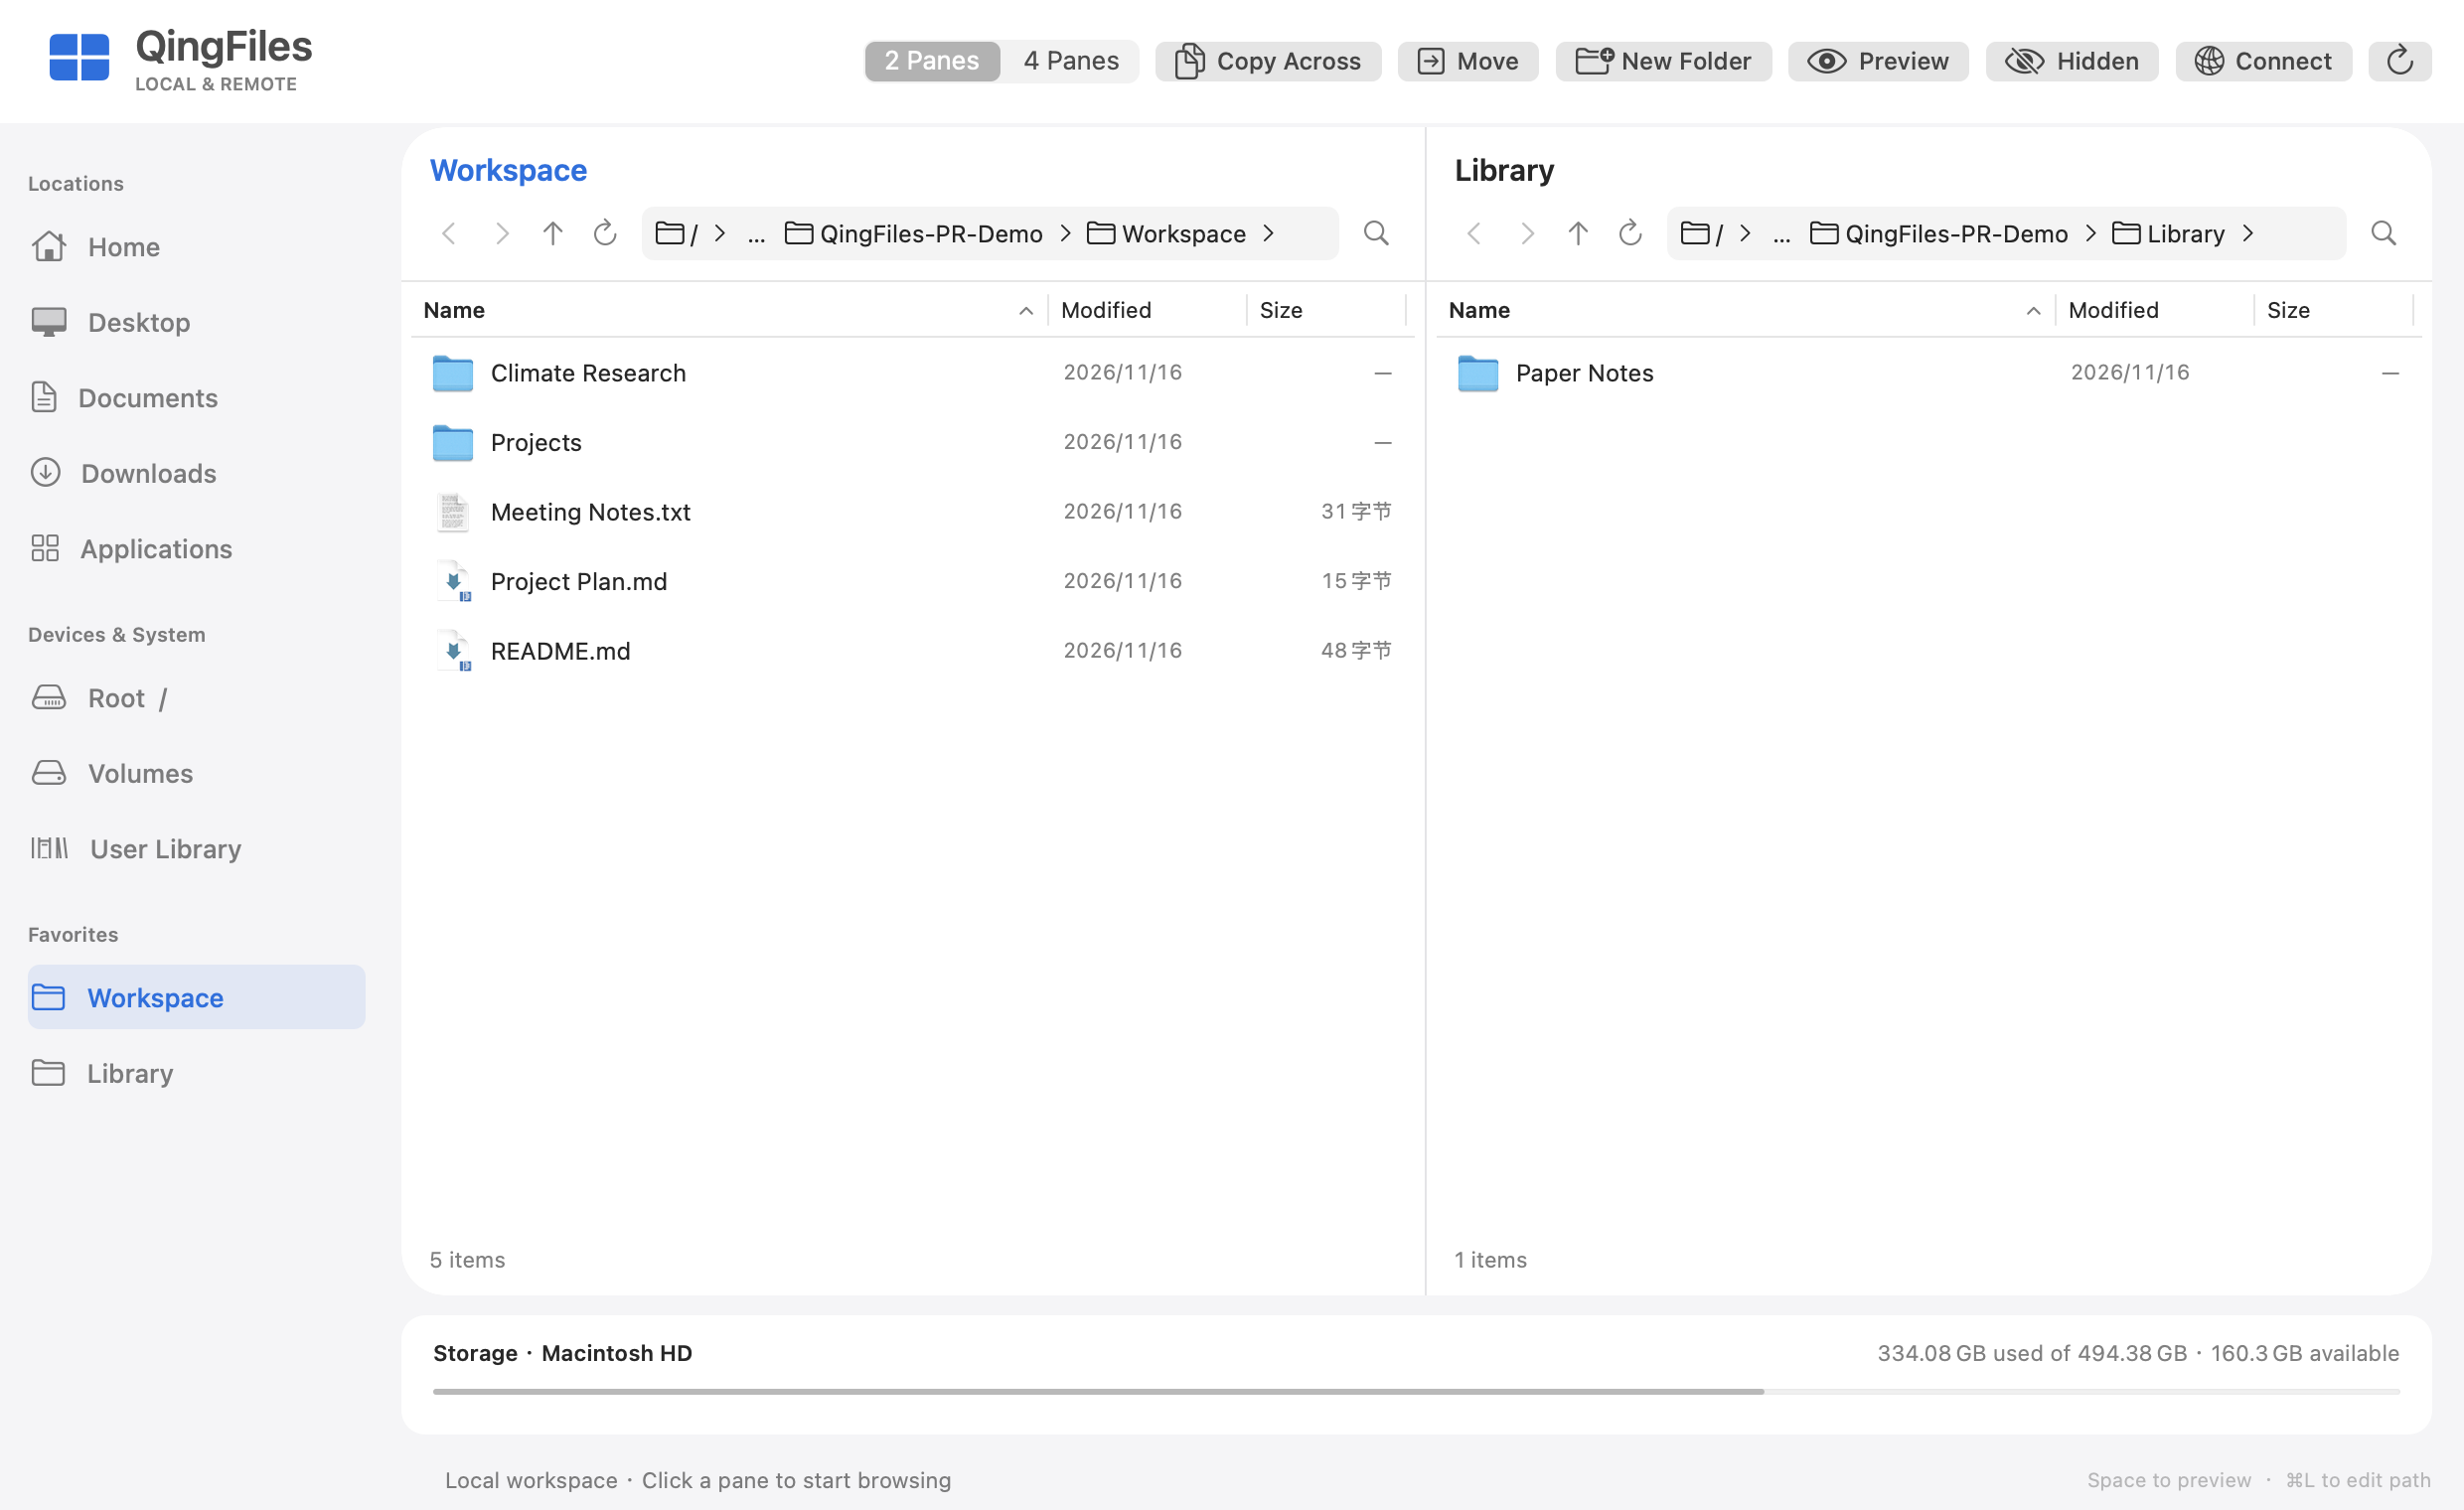 QingFiles
LOCAL & REMOTE
2 Panes 4 Panes Copy Across Move New Folder Preview Hidden Connect
Locations
Home
Desktop
Documents
Downloads
Applications
Devices & System
Root /
Volumes
User Library
Favorites
Workspace
Library
Workspace
/ > ... QingFiles-PR-Demo > Workspace >
Name Modified Size
Climate Research 2026/11/16 —
Projects 2026/11/16 —
Meeting Notes.txt 2026/11/16 31 字节
Project Plan.md 2026/11/16 15 字节
README.md 2026/11/16 48 字节
5 items
Library
/ > ... QingFiles-PR-Demo > Library >
Name Modified Size
Paper Notes 2026/11/16 —
1 items
Storage · Macintosh HD 334.08 GB used of 494.38 GB · 160.3 GB available
Local workspace · Click a pane to start browsing Space to preview · ⌘L to edit path